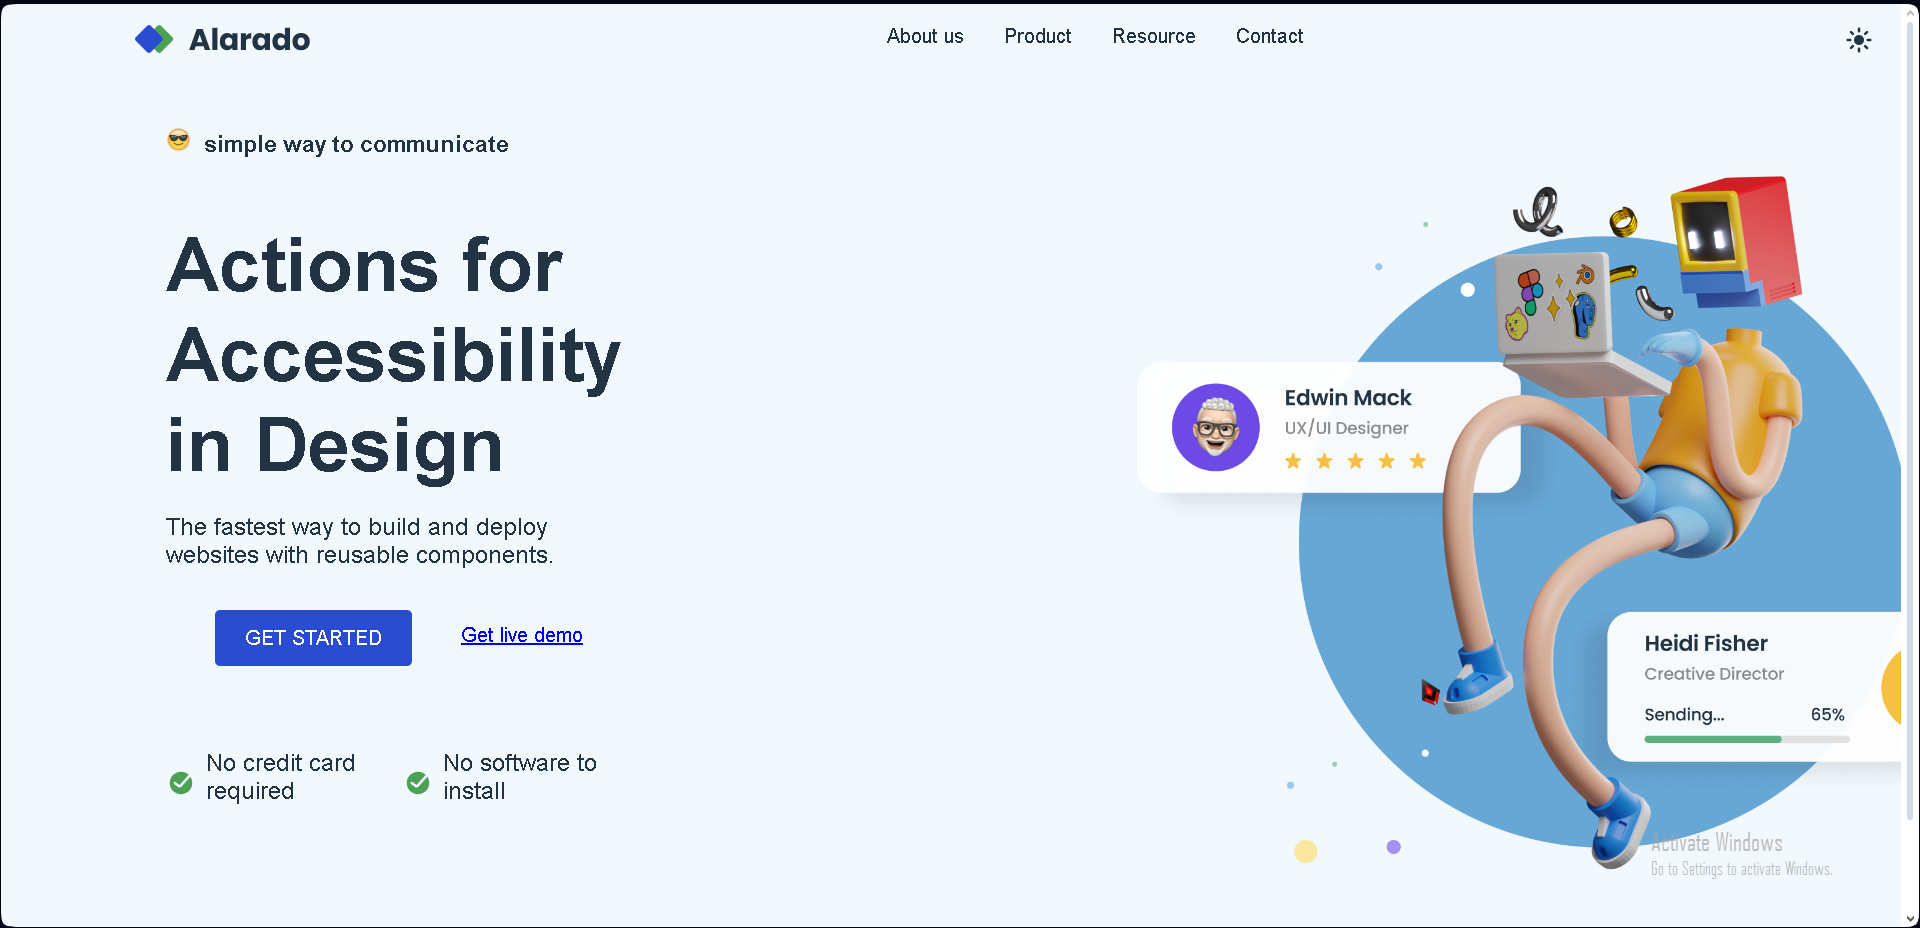 Alarado
About us
Product
Resource
Contact
simple way to communicate
Actions for
Accessibility
in Design
The fastest way to build and deploy
websites with reusable components.
GET STARTED
Get live demo
No credit card
required
No software to
install
Edwin Mack
UX/UI Designer
Heidi Fisher
Creative Director
Sending...
65%
Activate Windows
Go to Settings to activate Windows.